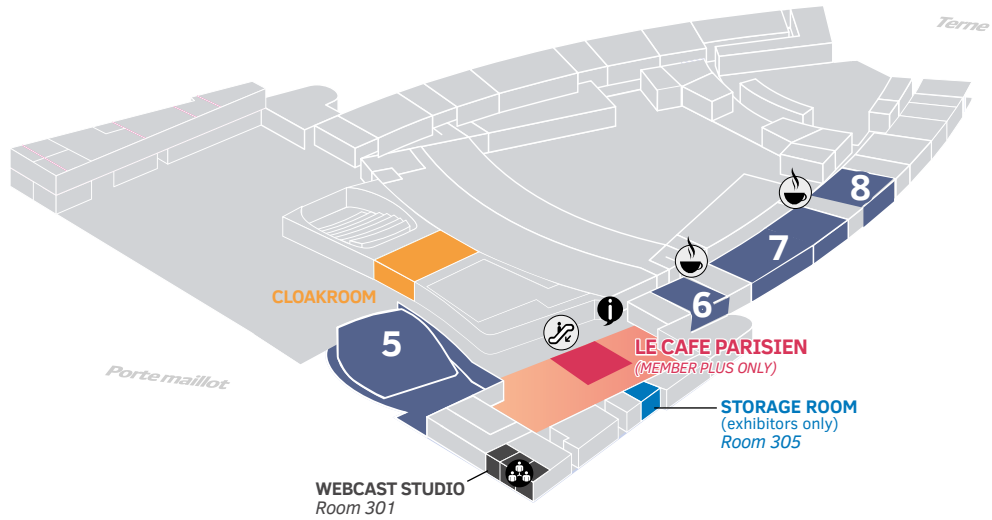 Terne
8
7
6
CLOAKROOM
i
5
LE CAFE PARISIEN
(MEMBER PLUS ONLY)
Porte maillot
STORAGE ROOM
(exhibitors only)
Room 305
WEBCAST STUDIO
Room 301